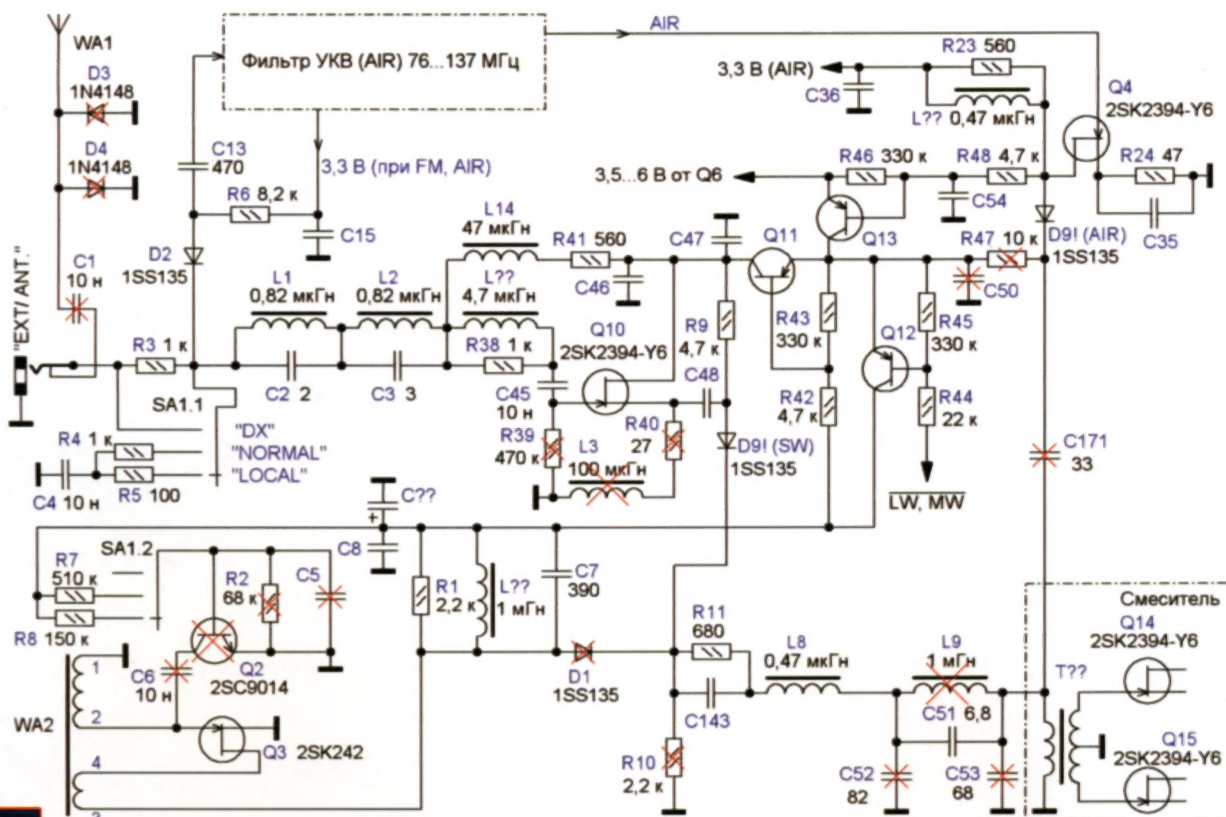 WA1
D3
1N4148
D4
1N4148
C1
10 н
"EXT/ ANT."
Фильтр УКВ (AIR) 76...137 МГц
AIR
C13
470
R6 8,2 к
3,3 В (при FM, AIR)
C15
D2
1SS135
3,3 В (AIR)
C36
R23 560
L?? 0,47 мкГн
Q4
2SK2394-Y6
R24 47
C35
R46 330 к
R48 4,7 к
3,5...6 В от Q6
C54
Q13
D9! (AIR)
1SS135
R47
10 к
C50
L14
47 мкГн
R41 560
C46
C47
Q11
L1
0,82 мкГн
L2
0,82 мкГн
L??
4,7 мкГн
R38 1 к
C2 2
C3 3
R3 1 к
SA1.1
"DX"
"NORMAL"
"LOCAL"
R4 1 к
R5 100
C4 10 н
C45
10 н
Q10
2SK2394-Y6
R39
470 к
R40
27
L3
100 мкГн
R9
4,7 к
C48
D9! (SW)
1SS135
R43
330 к
R42
4,7 к
Q12
R45
330 к
R44
22 к
LW, MW
C171
33
C??
+
C8
SA1.2
R7
510 к
R8 150 к
R2
68 к
C5
C6
10 н
Q2
2SC9014
Q3 2SK242
WA2
1
2
4
3
R1
2,2 к
L??
1 мГн
C7
390
D1
1SS135
R11
680
C143
R10
2,2 к
L8
0,47 мкГн
L9
1 мГн
C51 6,8
C52
82
C53
68
T??
Смеситель
Q14
2SK2394-Y6
Q15
2SK2394-Y6